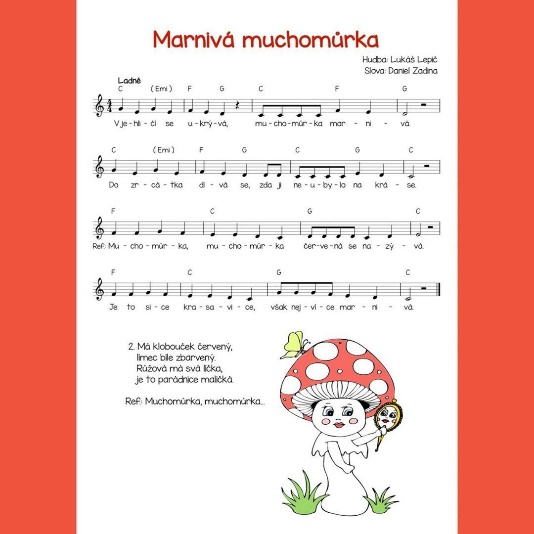 Marnivá muchomůrka
Hudba: Lukáš Lepič
Slova: Daniel Zadina
Ladně
C (Emi) F G C F G
V jeh-li-čí se u-krý-vá, mu-cho-můr-ka mar-ni-vá.
C (Emi) F G C G C
Do zr-cát-ka dí-vá se, zda jí ne-u-by-lo na krá-se.
F C G C
Ref: Mu-cho-můr-ka, mu-cho-můr-ka čer-ve-ná se na-zý-vá.
F C G C
Je to si-ce kra-sa-vi-ce, však nej-ví-ce mar-ni-vá.
2. Má klobouček červený,
límec bíle zbarvený.
Růžová má svá líčka,
je to parádnice maličká.
Ref: Muchomůrka, muchomůrka...